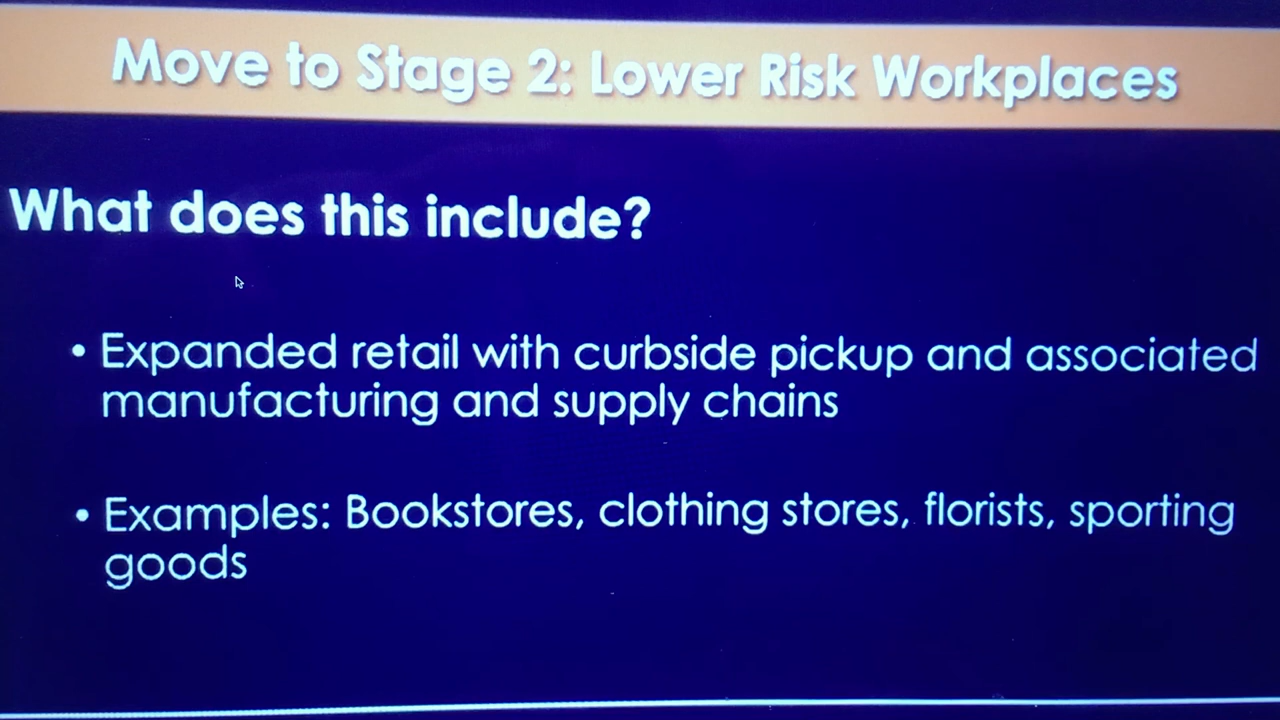 Move to Stage 2: Lower Risk Workplaces
What does this include?
• Expanded retail with curbside pickup and associated
manufacturing and supply chains
• Examples: Bookstores, clothing stores, florists, sporting
goods